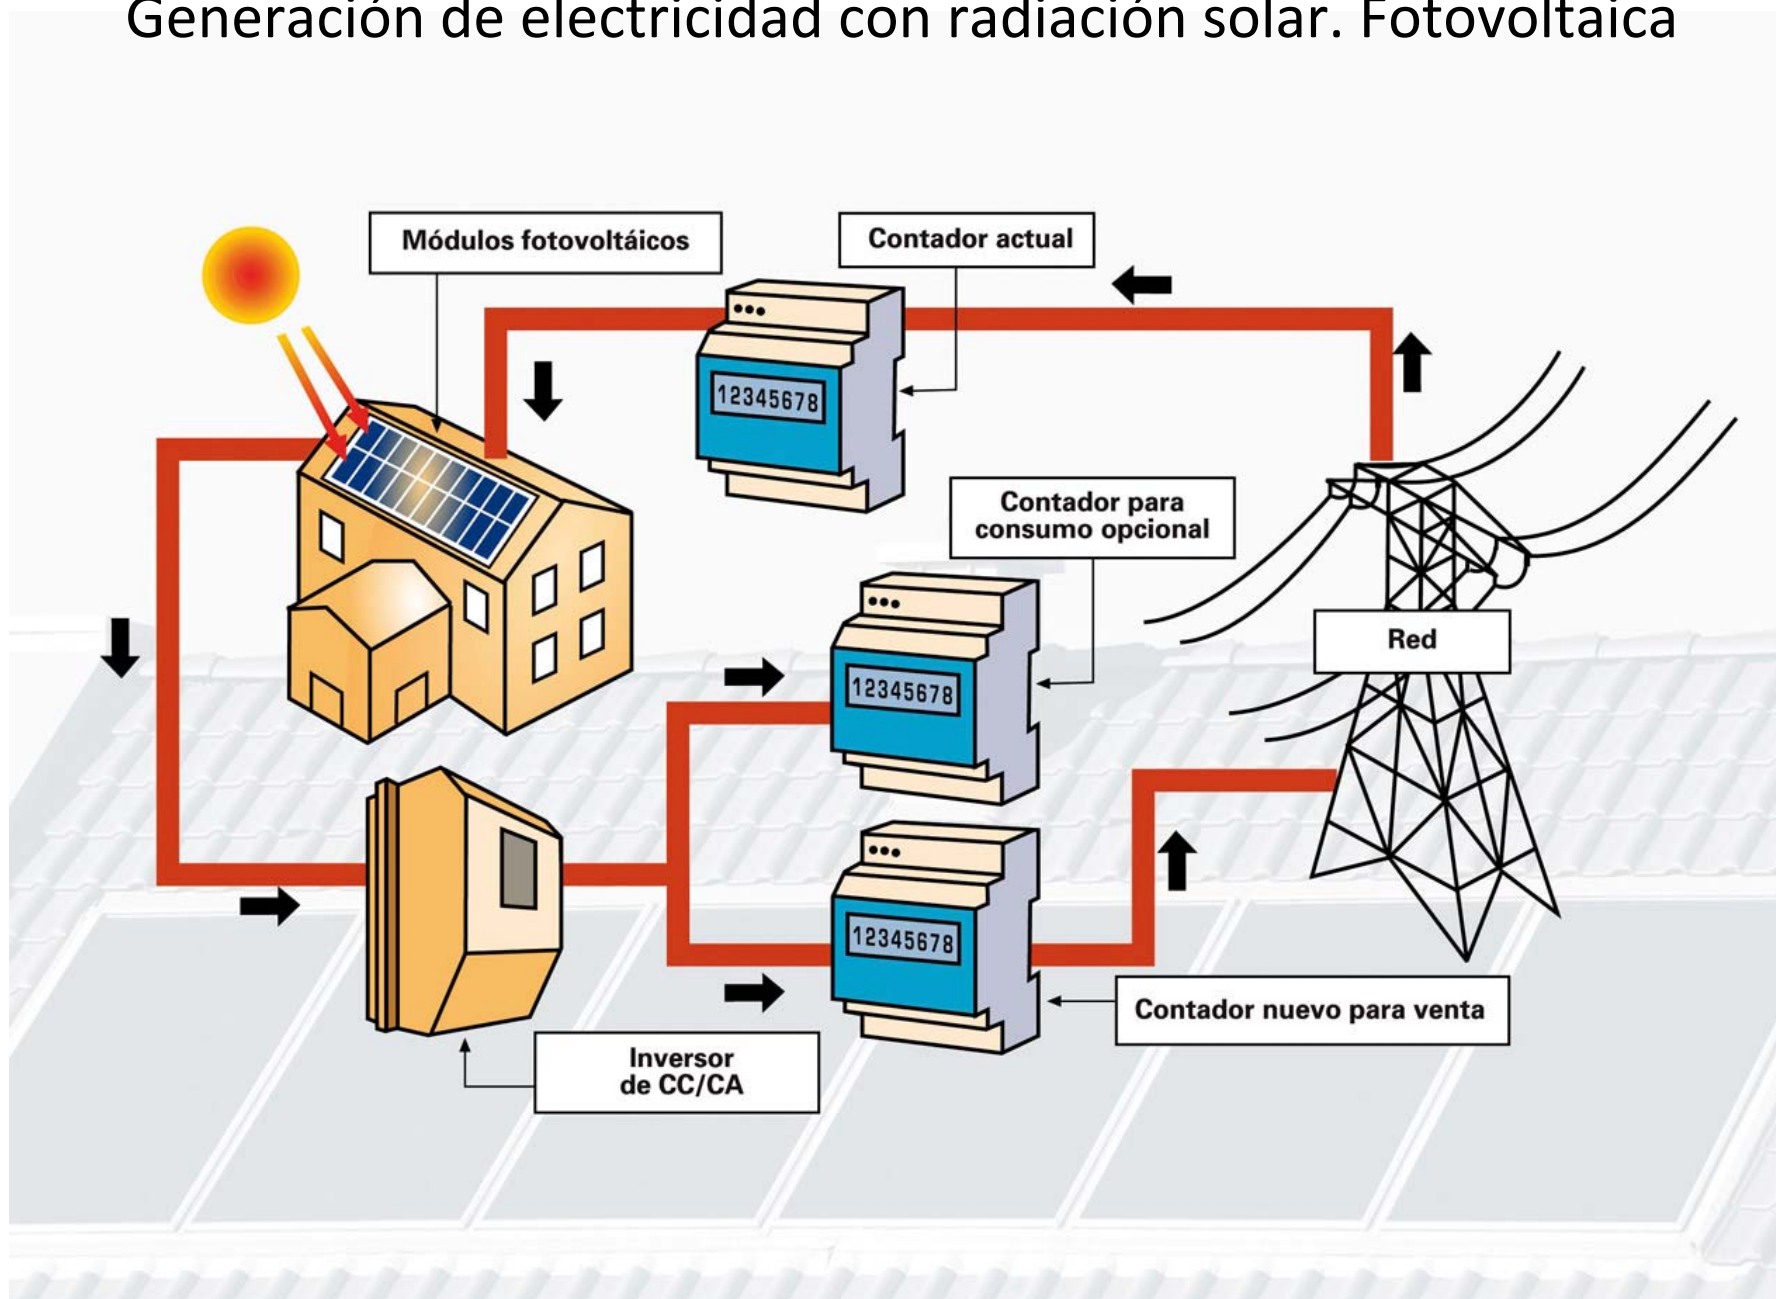 Generación de electricidad con radiación solar. Fotovoltaica
Módulos fotovoltáicos
Contador actual
12345678
Contador para
consumo opcional
12345678
Red
12345678
Contador nuevo para venta
Inversor
de CC/CA